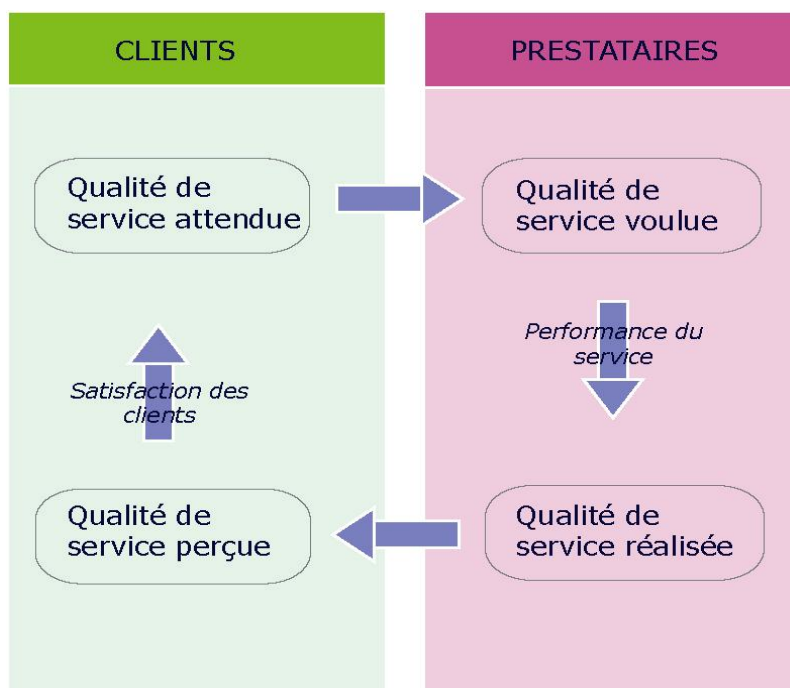 CLIENTS
PRESTATAIRES
Qualité de
service attendue
Qualité de
service voulue
Performance du
service
Satisfaction des
clients
Qualité de
service perçue
Qualité de
service réalisée